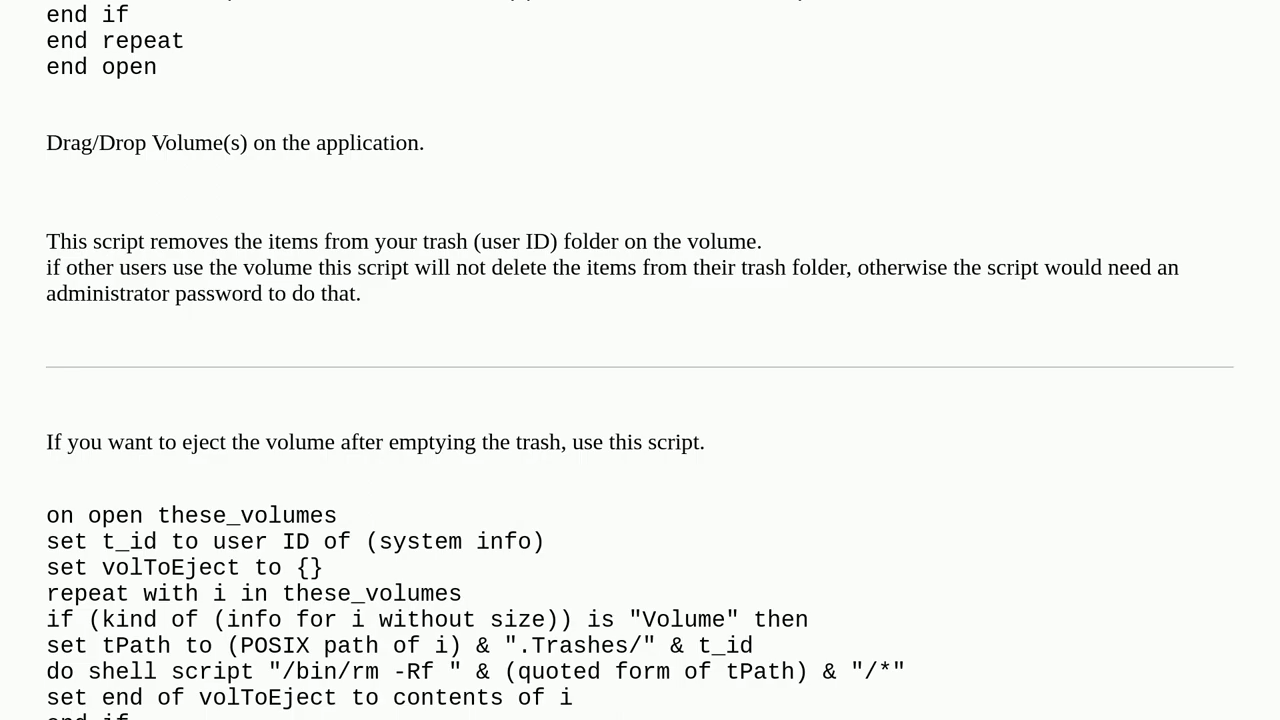 end if
end repeat
end open
Drag/Drop Volume(s) on the application.
This script removes the items from your trash (user ID) folder on the volume.
if other users use the volume this script will not delete the items from their trash folder, otherwise the script would need an
administrator password to do that.
If you want to eject the volume after emptying the trash, use this script.
on open these_volumes
set t_id to user ID of (system info)
set volToEject to {}
repeat with i in these_volumes
if (kind of (info for i without size)) is "Volume" then
set tPath to (POSIX path of i) & ".Trashes/" & t_id
do shell script "/bin/rm -Rf " & (quoted form of tPath) & "/*"
set end of volToEject to contents of i
end if